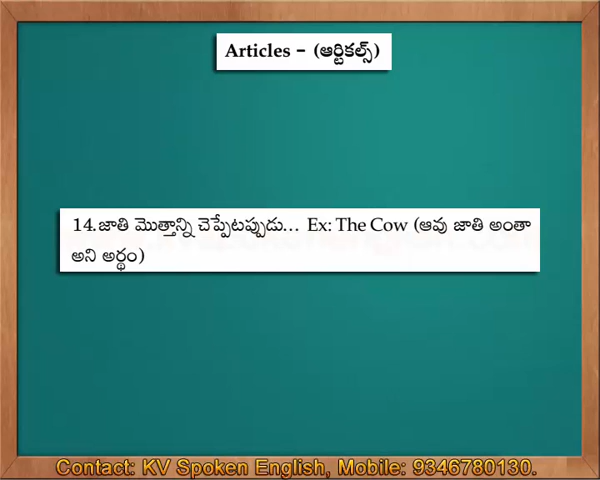 Articles – (ఆర్టికల్స్)
14.జాతి మొత్తాన్ని చెప్పేటప్పుడు... Ex: The Cow (ఆవు జాతి అంతా
అని అర్థం)
Contact: KV Spoken English, Mobile: 9346780130.